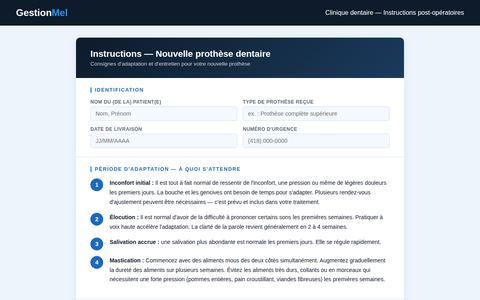 GestionMel
Clinique dentaire — Instructions post-opératoires
Instructions — Nouvelle prothèse dentaire
Consignes d'adaptation et d'entretien pour votre nouvelle prothèse
IDENTIFICATION
NOM DU (DE LA) PATIENT(E)
TYPE DE PROTHÈSE REÇUE
Nom, Prénom
ex. : Prothèse complète supérieure
DATE DE LIVRAISON
NUMÉRO D'URGENCE
JJ/MM/AAAA
(418) 000-0000
PÉRIODE D'ADAPTATION — À QUOI S'ATTENDRE
1 Inconfort initial : Il est tout à fait normal de ressentir de l'inconfort, une pression ou même de légères douleurs
les premiers jours. La bouche et les gencives ont besoin de temps pour s'adapter. Plusieurs rendez-vous
d'ajustement peuvent être nécessaires — c'est prévu et inclus dans votre traitement.
2 Élocution : Il est normal d'avoir de la difficulté à prononcer certains sons les premières semaines. Pratiquer à
voix haute accélère l'adaptation. La clarté de la parole revient généralement en 2 à 4 semaines.
3 Salivation accrue : une salivation plus abondante est normale les premiers jours. Elle se régule rapidement.
4 Mastication : Commencez avec des aliments mous des deux côtés simultanément. Augmentez graduellement
la dureté des aliments sur plusieurs semaines. Évitez les aliments très durs, collants ou en morceaux qui
nécessitent une forte pression (pommes entières, pain croustillant, viandes fibreuses) les premières semaines.